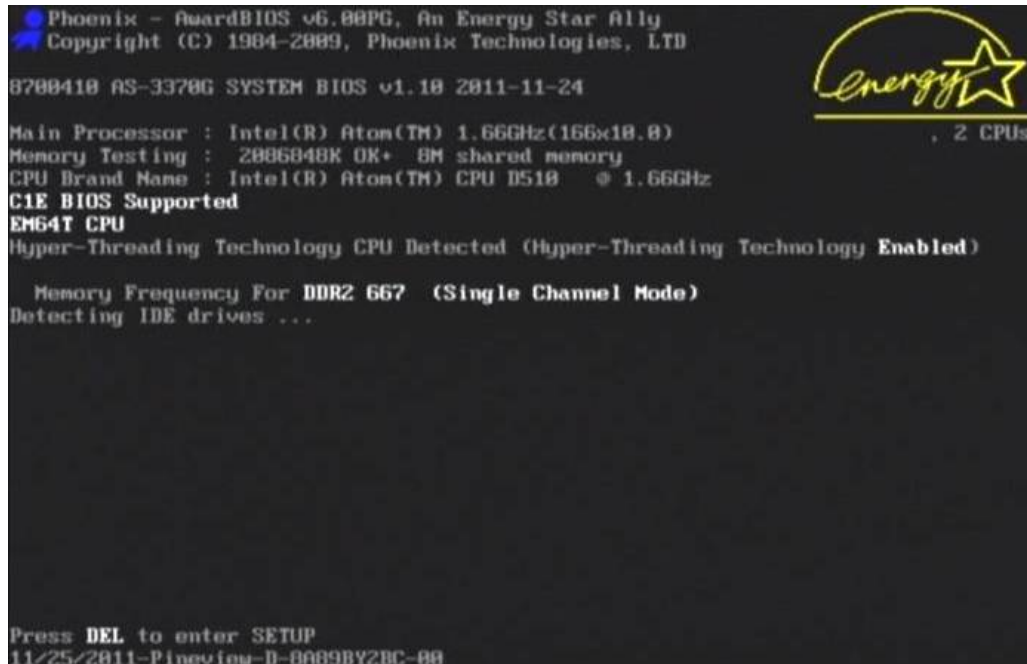 Phoenix - AwardBIOS v6.00PG, An Energy Star Ally
Copyright (C) 1984-2009, Phoenix Technologies, LTD
energy
8700410 AS-3370G SYSTEM BIOS v1.10 2011-11-24
Main Processor : Intel(R) Atom(TM) 1.66GHz(166x10.0) , 2 CPUs
Memory Testing : 2086848K OK+ 8M shared memory
CPU Brand Name : Intel(R) Atom(TM) CPU D510 @ 1.66GHz
C1E BIOS Supported
EM64T CPU
Hyper-Threading Technology CPU Detected (Hyper-Threading Technology Enabled)
Memory Frequency For DDR2 667 (Single Channel Mode)
Detecting IDE drives ...
Press DEL to enter SETUP
11/25/2011-Pineview-D-8A89BYZBC-00